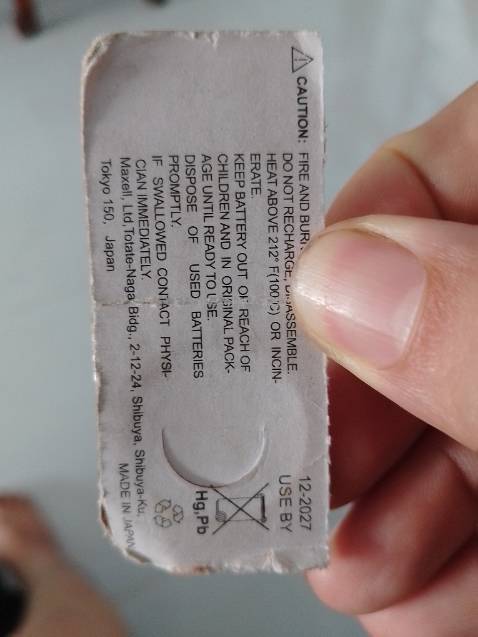 CAUTION: FIRE AND BURN
DO NOT RECHARGE, DISASSEMBLE.
HEAT ABOVE 212° F(100°C) OR INCIN-
ERATE.
KEEP BATTERY OUT OF REACH OF
CHILDREN AND IN ORIGINAL PACK-
AGE UNTIL READY TO USE.
DISPOSE OF USED BATTERIES
PROMPTLY.
IF SWALLOWED CONTACT PHYSI-
CIAN IMMEDIATELY.
Maxell, Ltd,Totate-Naga Bidg., 2-12-24, Shibuya, Shibuya-Ku,
Tokyo 150, Japan
MADE IN JAPAN
12-2027
USE BY
Hg,Pb